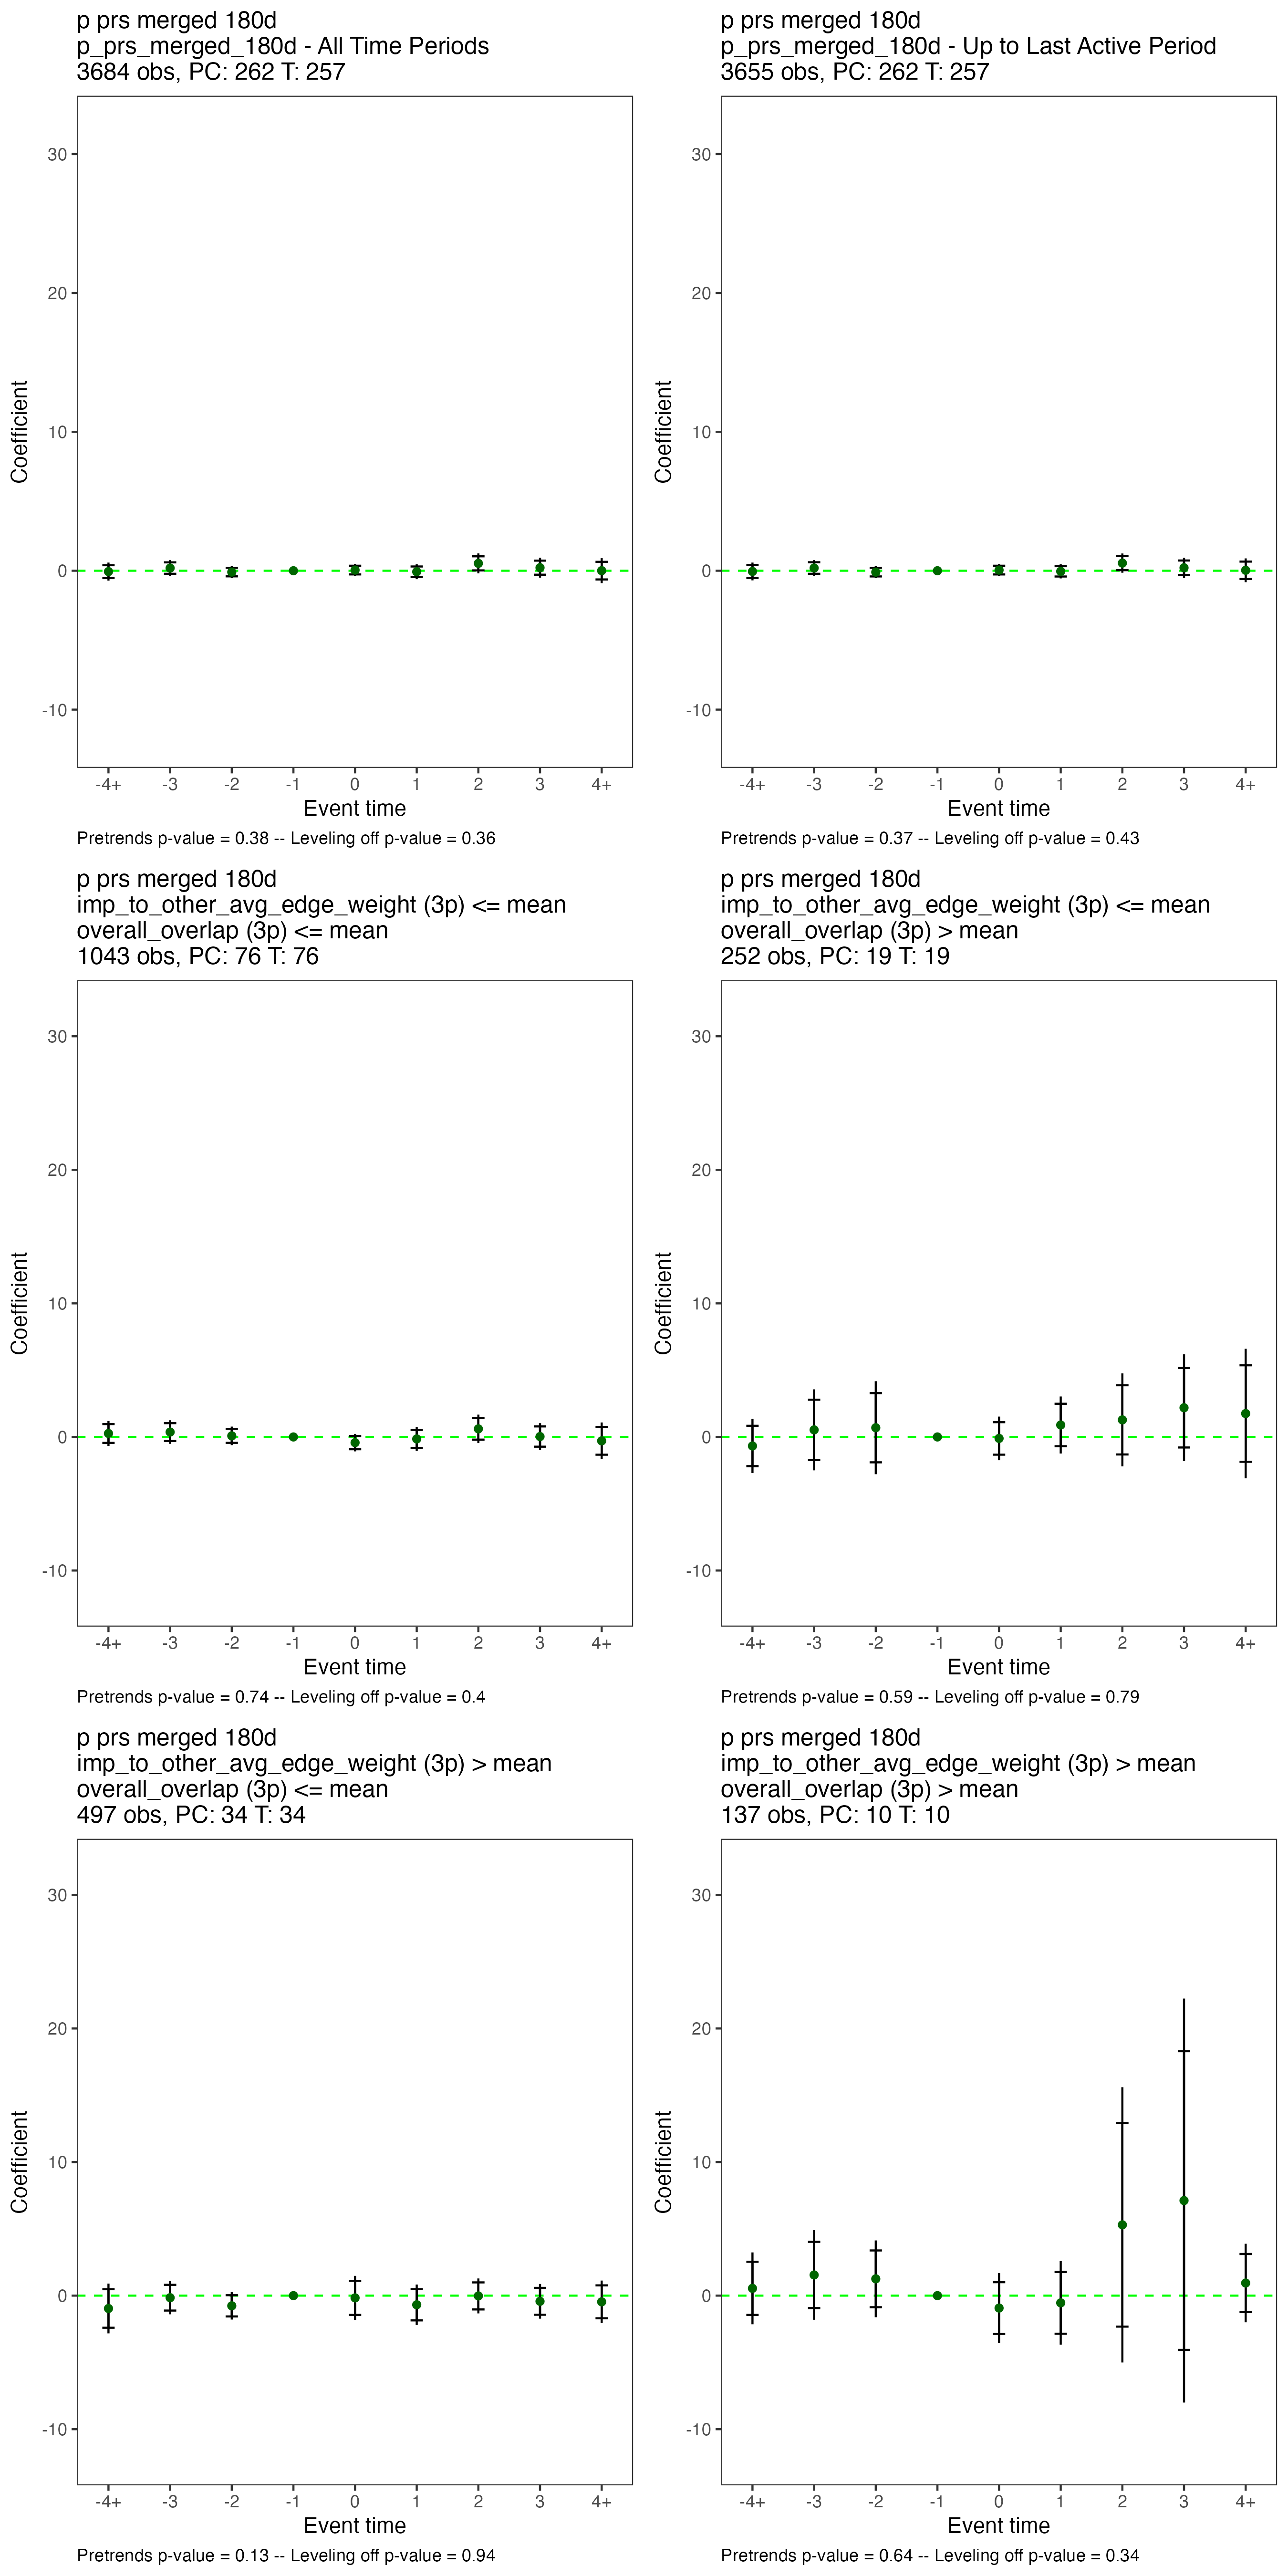 p prs merged 180d
p_prs_merged_180d - All Time Periods
3684 obs, PC: 262 T: 257
30
20
10
0
-10
Coefficient
-4+ -3 -2 -1 0 1 2 3 4+
Event time
Pretrends p-value = 0.38 -- Leveling off p-value = 0.36
p prs merged 180d
p_prs_merged_180d - Up to Last Active Period
3655 obs, PC: 262 T: 257
30
20
10
0
-10
Coefficient
-4+ -3 -2 -1 0 1 2 3 4+
Event time
Pretrends p-value = 0.37 -- Leveling off p-value = 0.43
p prs merged 180d
imp_to_other_avg_edge_weight (3p) <= mean
overall_overlap (3p) <= mean
1043 obs, PC: 76 T: 76
30
20
10
0
-10
Coefficient
-4+ -3 -2 -1 0 1 2 3 4+
Event time
Pretrends p-value = 0.74 -- Leveling off p-value = 0.4
p prs merged 180d
imp_to_other_avg_edge_weight (3p) <= mean
overall_overlap (3p) > mean
252 obs, PC: 19 T: 19
30
20
10
0
-10
Coefficient
-4+ -3 -2 -1 0 1 2 3 4+
Event time
Pretrends p-value = 0.59 -- Leveling off p-value = 0.79
p prs merged 180d
imp_to_other_avg_edge_weight (3p) > mean
overall_overlap (3p) <= mean
497 obs, PC: 34 T: 34
30
20
10
0
-10
Coefficient
-4+ -3 -2 -1 0 1 2 3 4+
Event time
Pretrends p-value = 0.13 -- Leveling off p-value = 0.94
p prs merged 180d
imp_to_other_avg_edge_weight (3p) > mean
overall_overlap (3p) > mean
137 obs, PC: 10 T: 10
30
20
10
0
-10
Coefficient
-4+ -3 -2 -1 0 1 2 3 4+
Event time
Pretrends p-value = 0.64 -- Leveling off p-value = 0.34